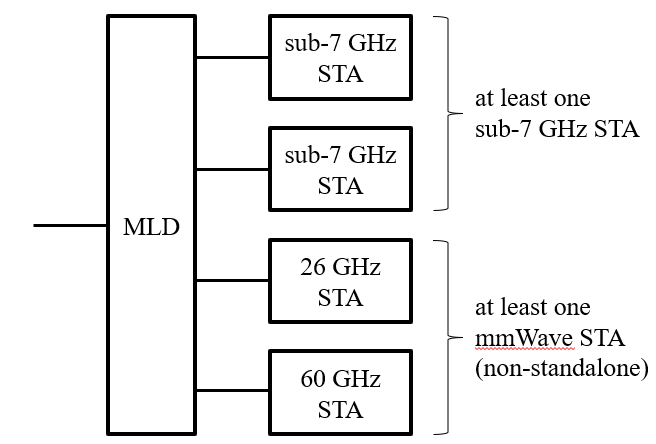 sub-7 GHz
STA
at least one
sub-7 GHz STA
sub-7 GHz
STA
MLD
26 GHz
STA
at least one
mmWave STA
(non-standalone)
60 GHz
STA